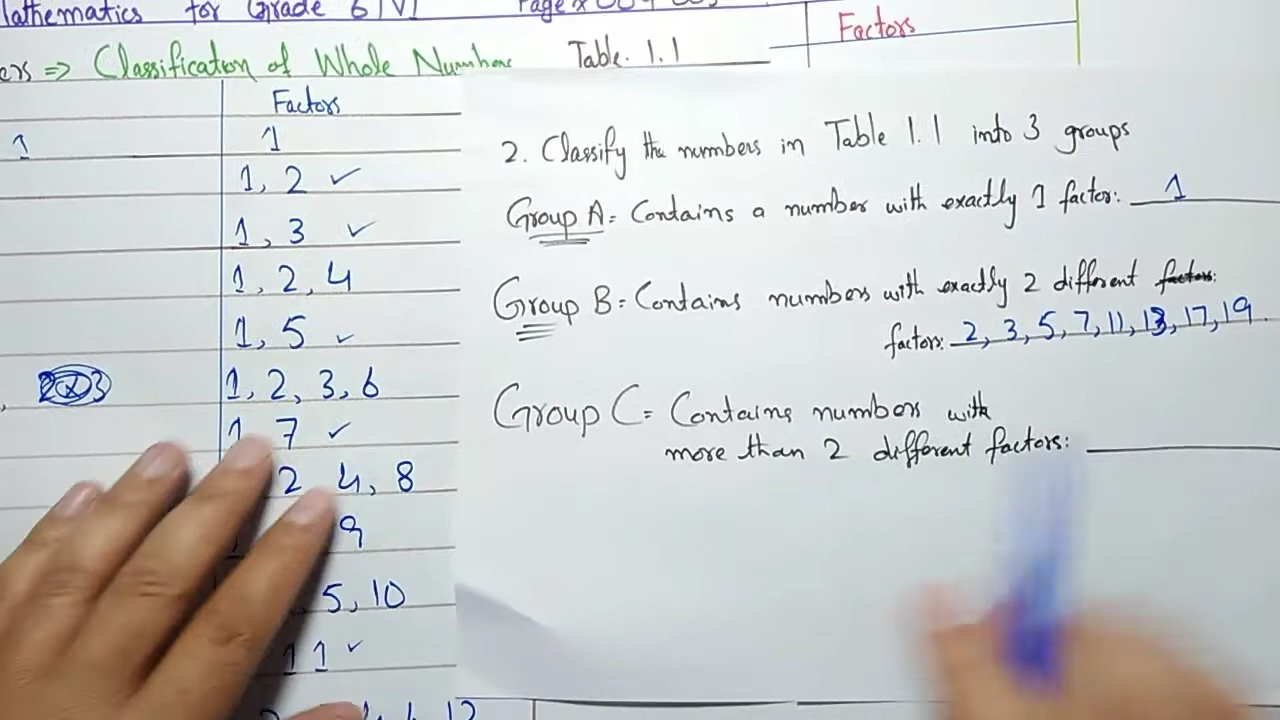 Mathematics for Grade 6 | VI
Factors
=> Classification of Whole Numbers Table. 1.1
Factors
1 1
1, 2 ✓
1, 3 ✓
1, 2, 4
1, 5 ✓
1, 2, 3, 6
1 7 ✓
2 4, 8
9
5, 10
11 ✓
12
2. Classify the numbers in Table 1.1 into 3 groups
Group A = Contains a number with exactly 1 factor: 1
Group B = Contains numbers with exactly 2 different factors:
factors: 2, 3, 5, 7, 11, 13, 17, 19
Group C = Contains numbers with
more than 2 different factors: